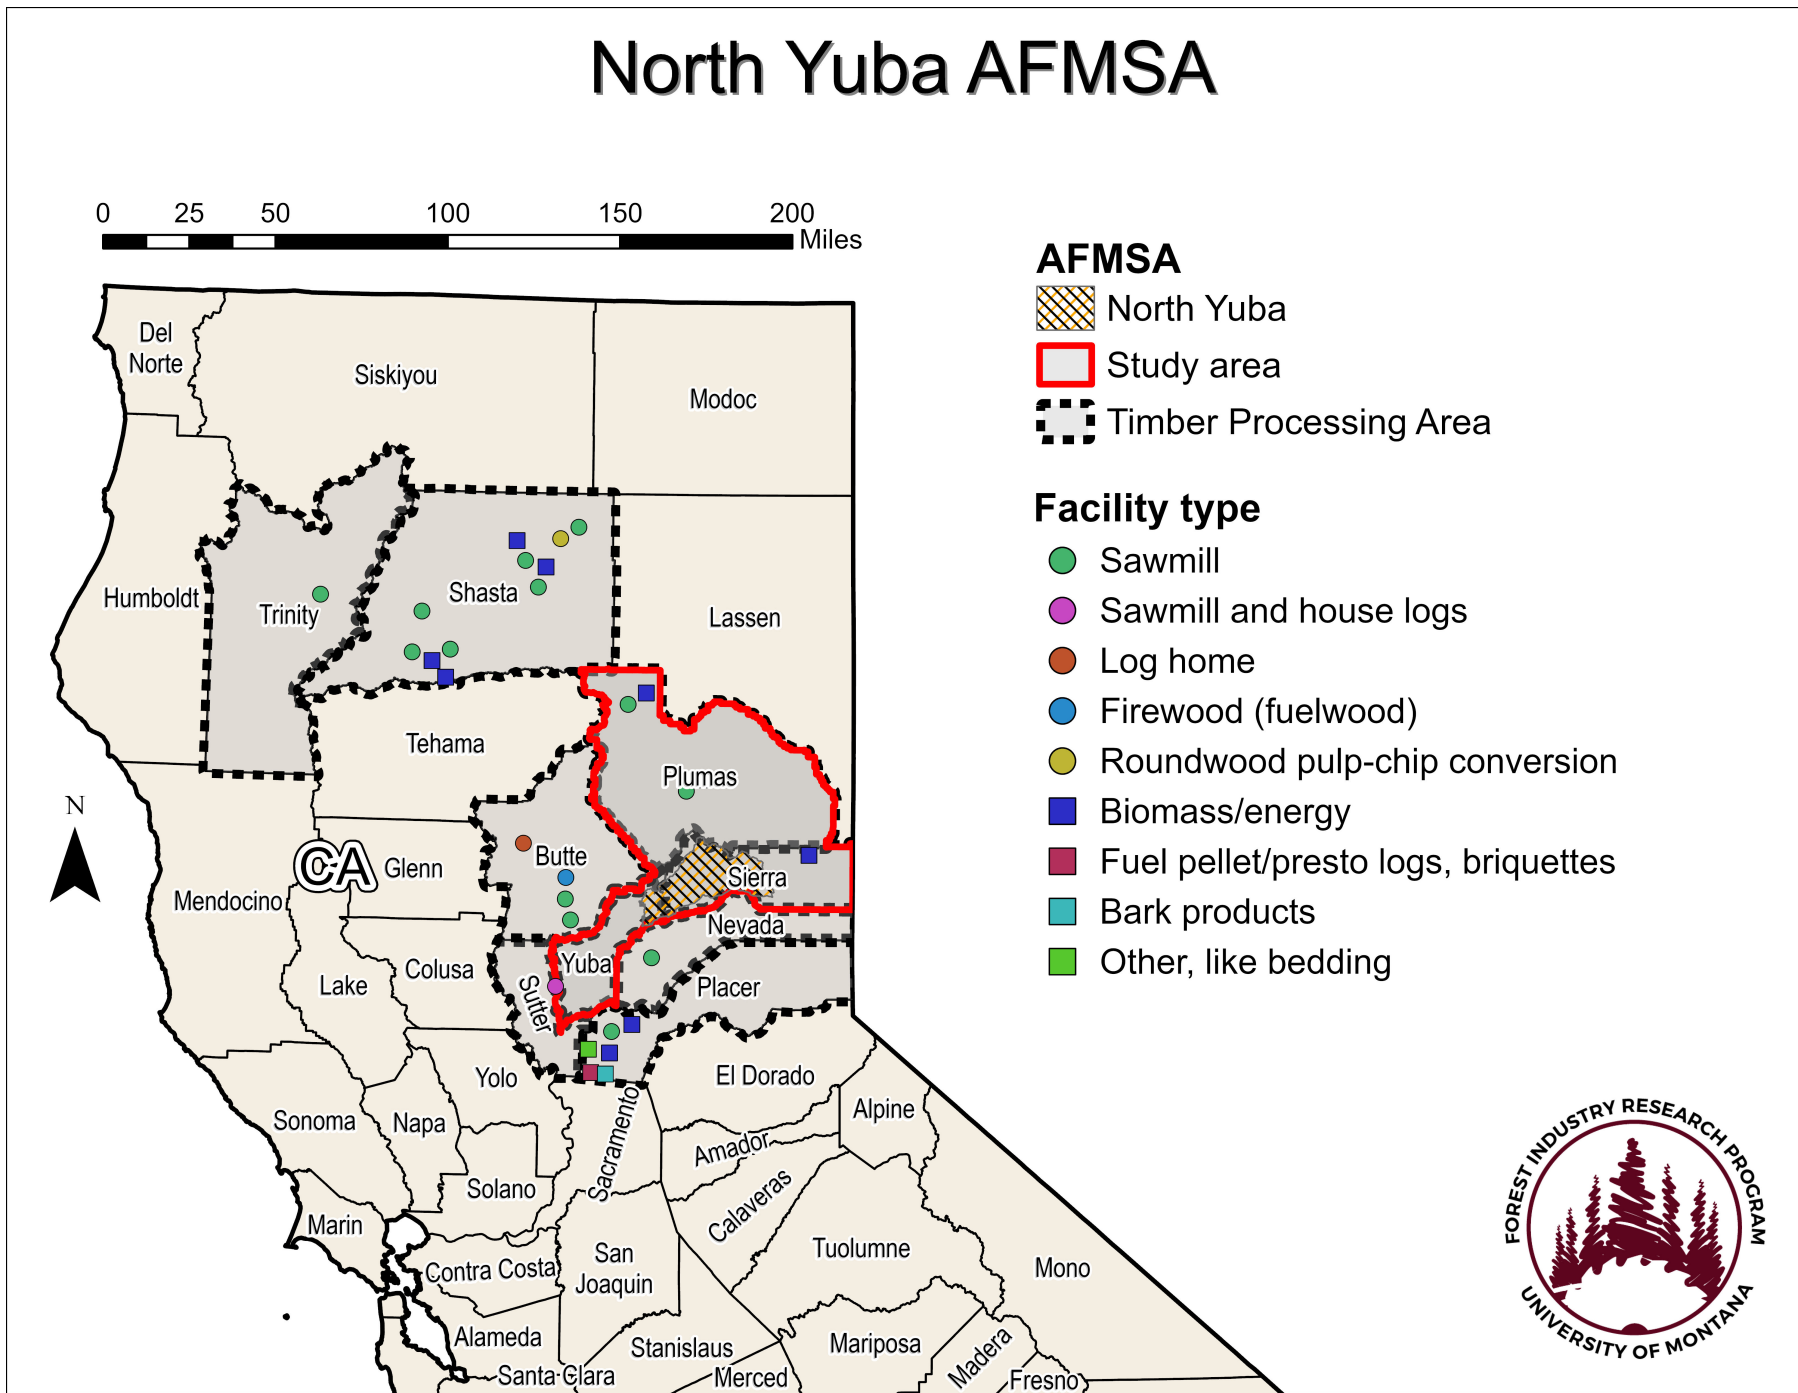 North Yuba AFMSA
0 25 50 100 150 200
Miles
AFMSA
North Yuba
Study area
Timber Processing Area
Facility type
Sawmill
Sawmill and house logs
Log home
Firewood (fuelwood)
Roundwood pulp-chip conversion
Biomass/energy
Fuel pellet/presto logs, briquettes
Bark products
Other, like bedding
Del
Norte
Siskiyou
Modoc
Humboldt
Trinity
Shasta
Lassen
Tehama
Plumas
N
CA
Glenn
Butte
Sierra
Mendocino
Nevada
Lake
Colusa
Sutter
Yuba
Placer
Yolo
El Dorado
Sonoma
Napa
Sacramento
Alpine
Amador
Solano
Calaveras
Marin
Tuolumne
Contra Costa
San
Joaquin
Mono
Alameda
Stanislaus
Mariposa
Madera
Santa Clara
Merced
Fresno
FOREST INDUSTRY RESEARCH PROGRAM
UNIVERSITY OF MONTANA